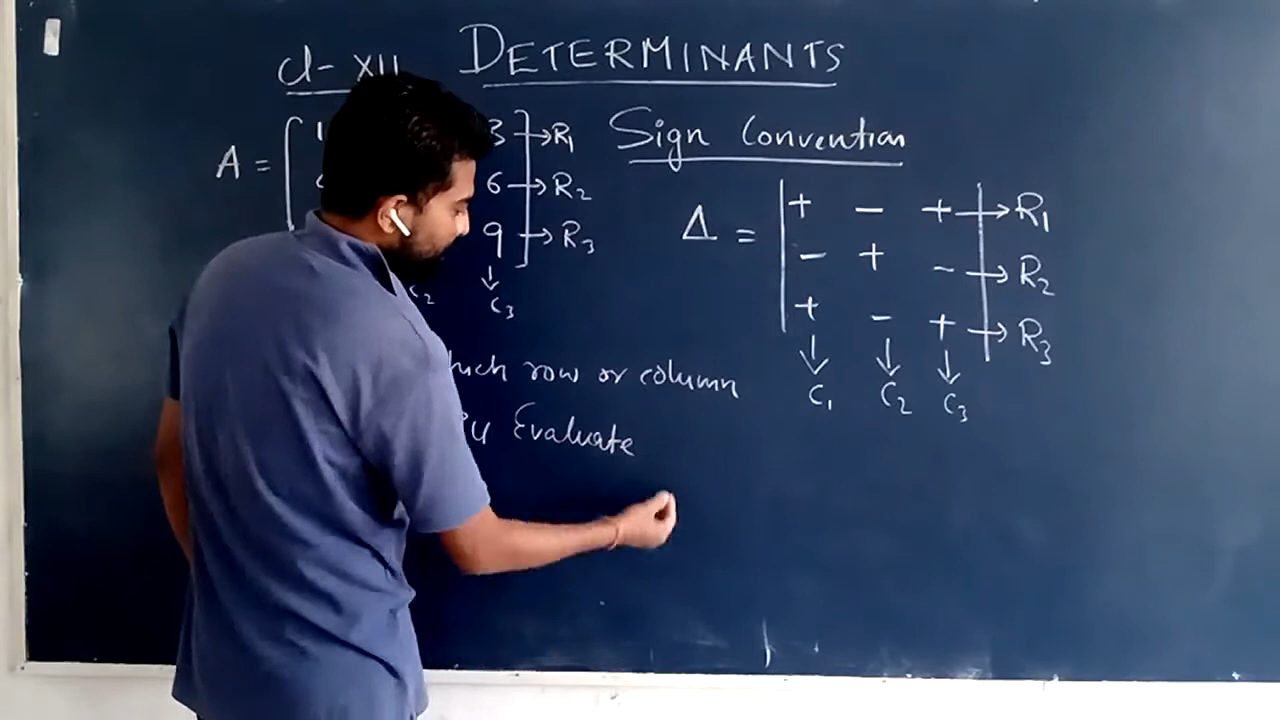 cl- XII DETERMINANTS
Sign Convention
A = [ 1 3 ] → R1
6 → R2
9 → R3
↓ ↓
C2 C3
Δ = | + - + | → R1
- + - → R2
+ - + → R3
↓ ↓ ↓
C1 C2 C3
row or column
Evaluate